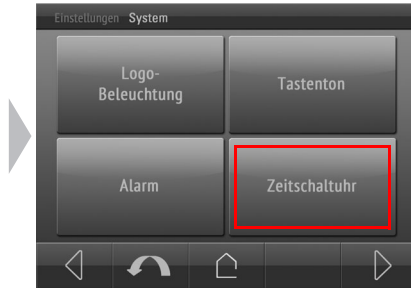 Einstellungen System
Logo-
Beleuchtung
Tastenton
Alarm
Zeitschaltuhr